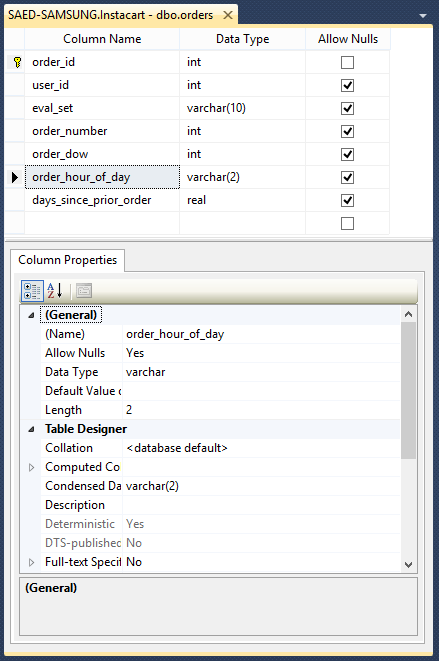 SAED-SAMSUNG.Instacart - dbo.orders
Column Name Data Type Allow Nulls
order_id int
user_id int
eval_set varchar(10)
order_number int
order_dow int
order_hour_of_day varchar(2)
days_since_prior_order real
Column Properties
(General)
(Name) order_hour_of_day
Allow Nulls Yes
Data Type varchar
Default Value o
Length 2
Table Designer
Collation <database default>
Computed Co
Condensed Da varchar(2)
Description
Deterministic Yes
DTS-published No
Full-text Specif No
(General)